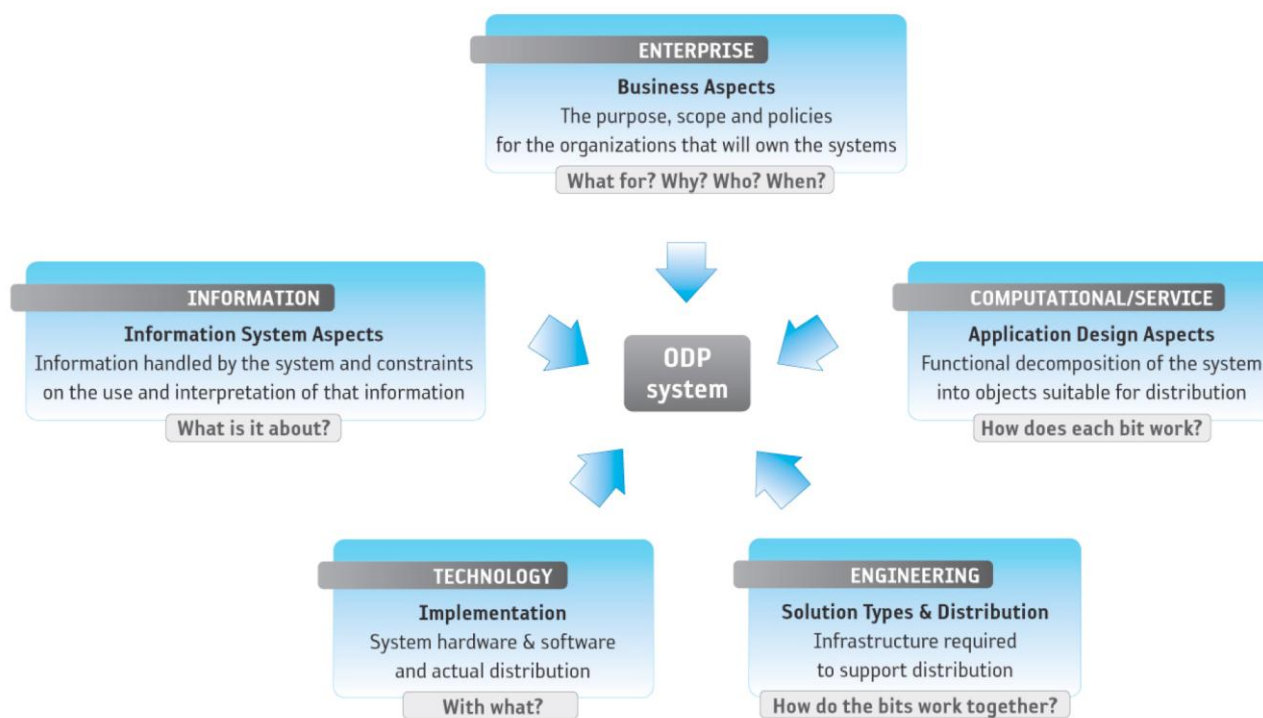 ENTERPRISE
Business Aspects
The purpose, scope and policies
for the organizations that will own the systems
What for? Why? Who? When?
INFORMATION
Information System Aspects
Information handled by the system and constraints
on the use and interpretation of that information
What is it about?
ODP
system
COMPUTATIONAL/SERVICE
Application Design Aspects
Functional decomposition of the system
into objects suitable for distribution
How does each bit work?
TECHNOLOGY
Implementation
System hardware & software
and actual distribution
With what?
ENGINEERING
Solution Types & Distribution
Infrastructure required
to support distribution
How do the bits work together?